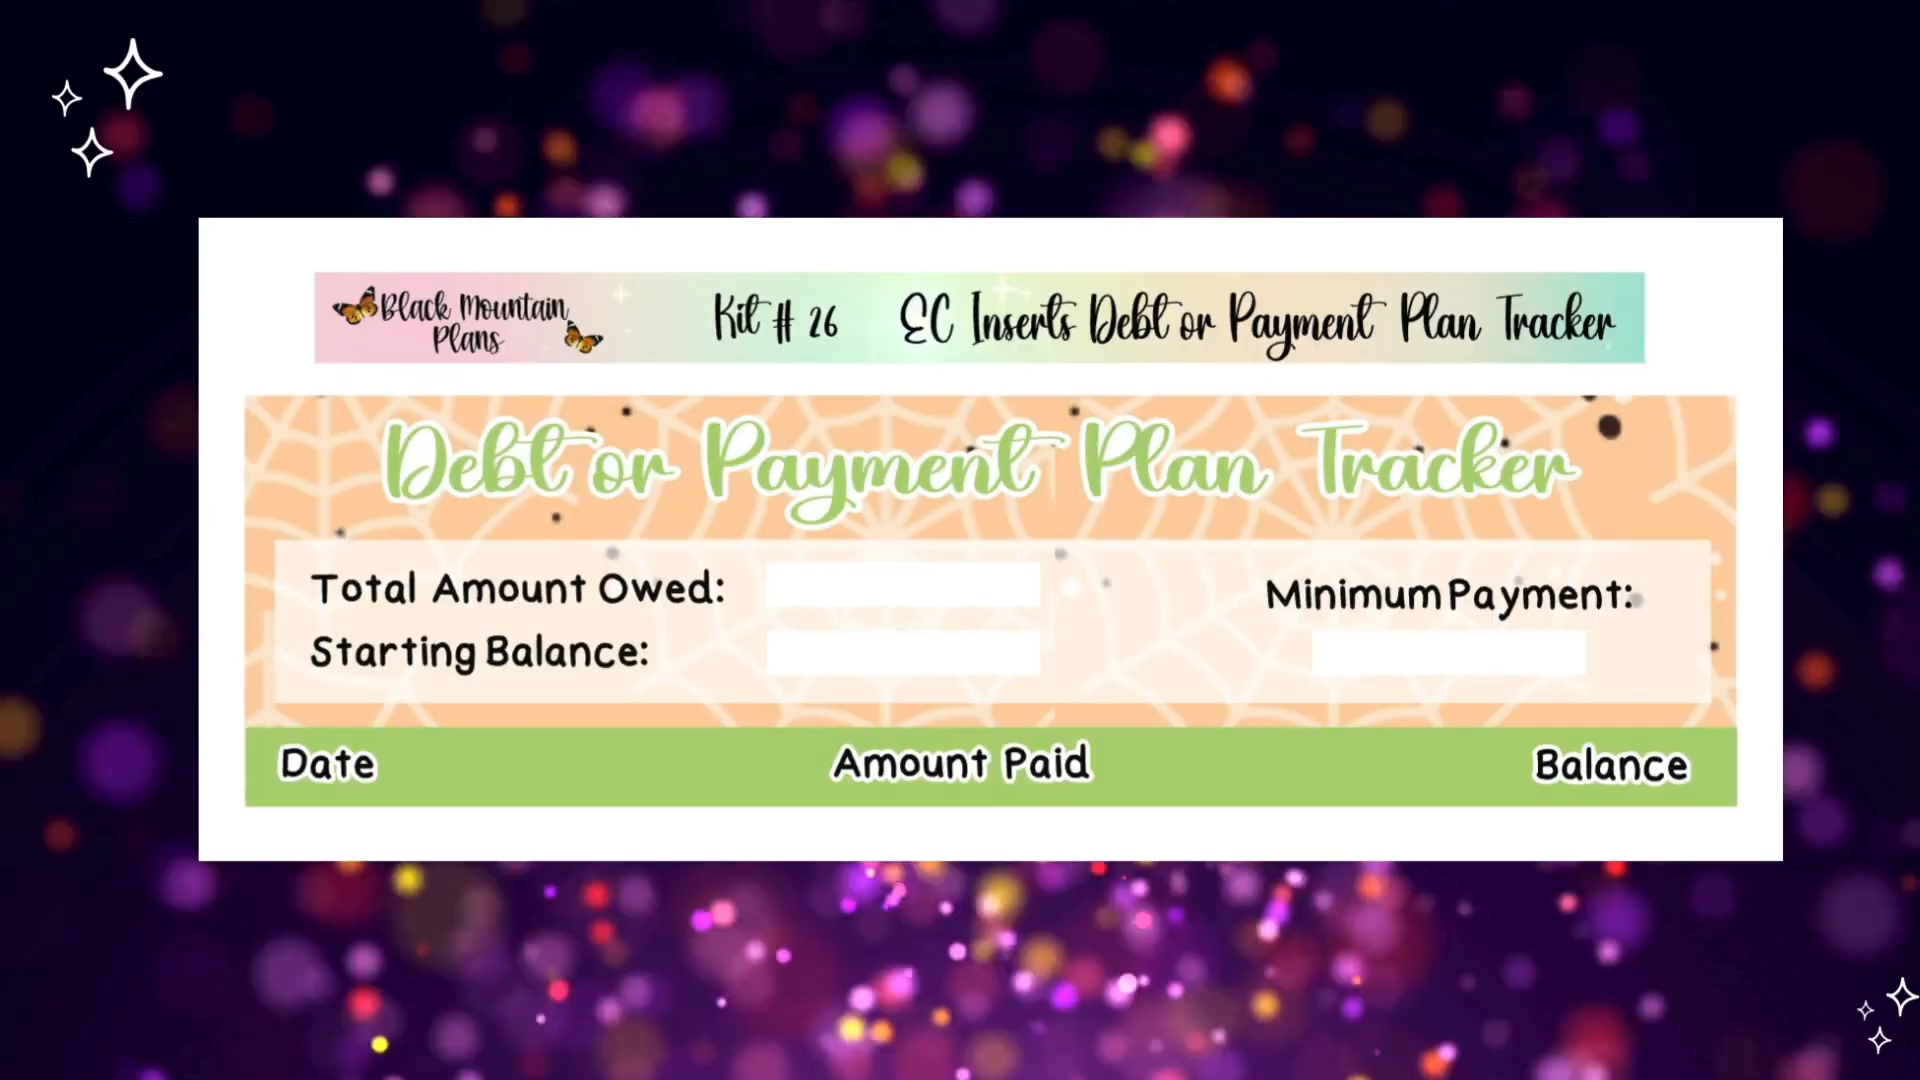 Black Mountain
Plans
Kit # 26 EC Inserts Debt or Payment Plan Tracker
Debt or Payment Plan Tracker
Total Amount Owed:
Minimum Payment:
Starting Balance:
Date Amount Paid Balance